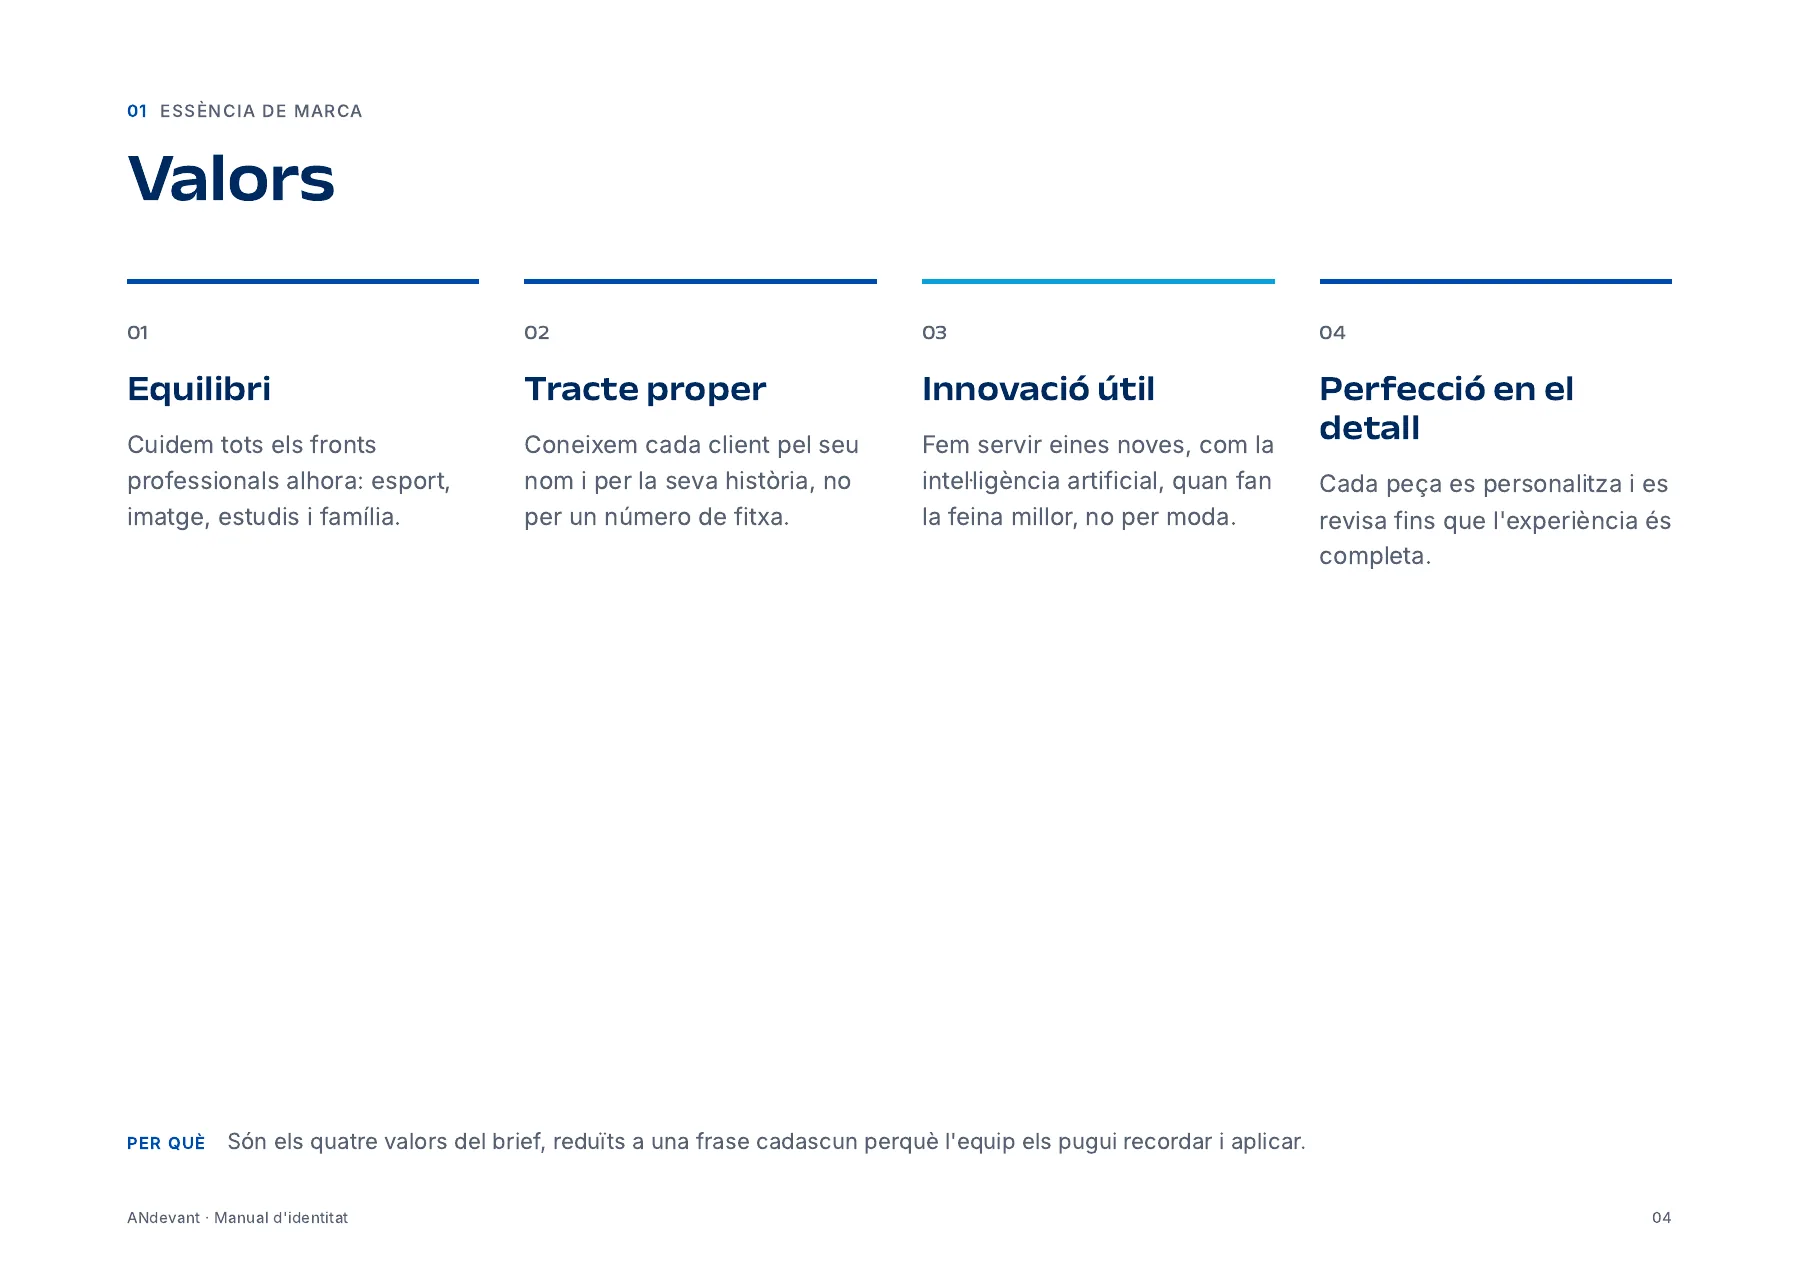 01 ESSÈNCIA DE MARCA
Valors
01
Equilibri
Cuidem tots els fronts
professionals alhora: esport,
imatge, estudis i família.
02
Tracte proper
Coneixem cada client pel seu
nom i per la seva història, no
per un número de fitxa.
03
Innovació útil
Fem servir eines noves, com la
intel·ligència artificial, quan fan
la feina millor, no per moda.
04
Perfecció en el
detall
Cada peça es personalitza i es
revisa fins que l'experiència és
completa.
PER QUÈ Són els quatre valors del brief, reduïts a una frase cadascun perquè l'equip els pugui recordar i aplicar.
ANdevant · Manual d'identitat
04